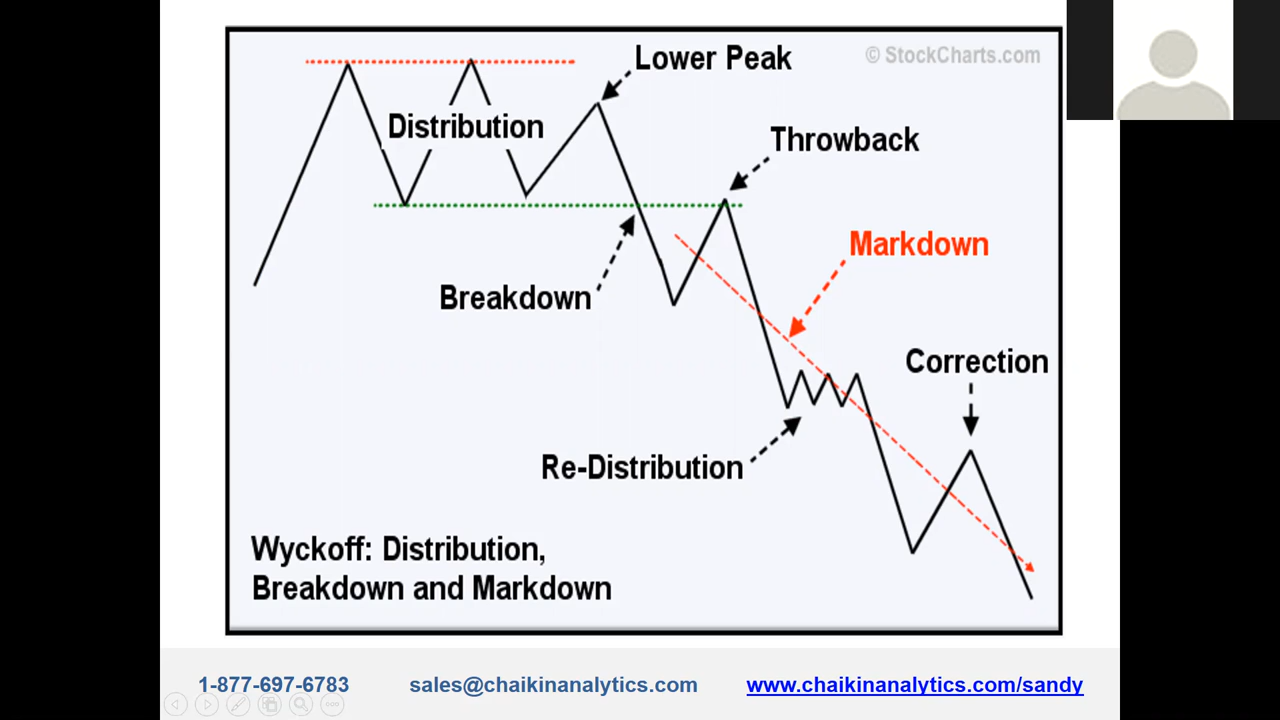 © StockCharts.com
Lower Peak
Distribution
Throwback
Markdown
Breakdown
Correction
Re-Distribution
Wyckoff: Distribution,
Breakdown and Markdown
1-877-697-6783 sales@chaikinanalytics.com www.chaikinanalytics.com/sandy